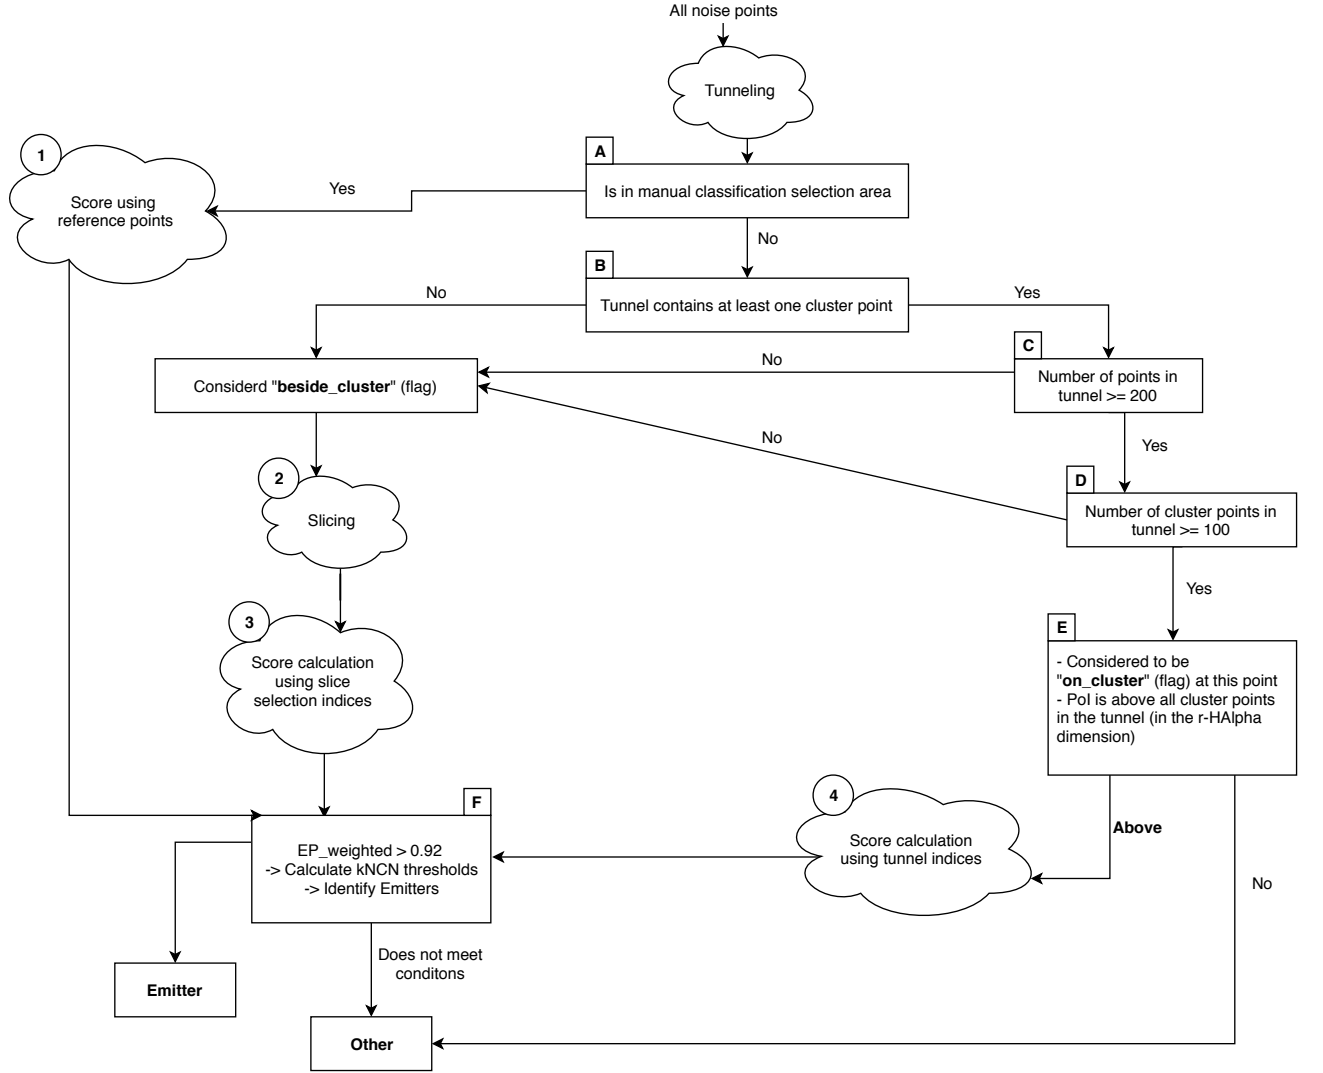 All noise points
Tunneling
1
A
Score using
reference points
Yes
Is in manual classification selection area
No
B
No
Tunnel contains at least one cluster point
Yes
C
No
Considerd "beside_cluster" (flag)
Number of points in
tunnel >= 200
No
Yes
2
D
Slicing
Number of cluster points in
tunnel >= 100
Yes
3
E
Score calculation
using slice
selection indices
- Considered to be
"on_cluster" (flag) at this point
- PoI is above all cluster points
in the tunnel (in the r-HAlpha
dimension)
F
4
Above
EP_weighted > 0.92
-> Calculate kNCN thresholds
-> Identify Emitters
Score calculation
using tunnel indices
No
Does not meet
conditons
Emitter
Other